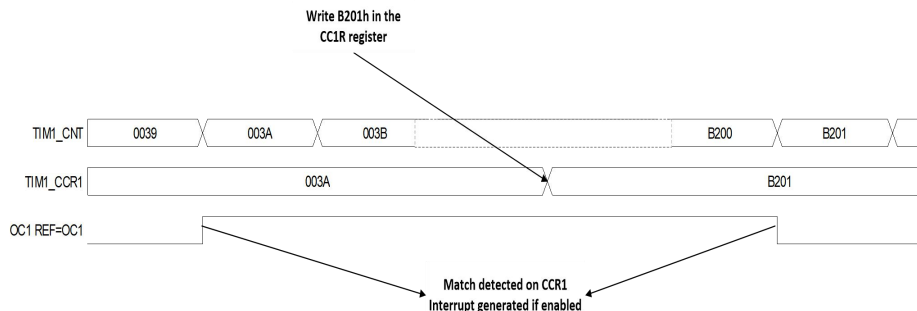 Write B201h in the
CC1R register
TIM1_CNT 0039 003A 003B B200 B201
TIM1_CCR1 003A B201
OC1 REF=OC1
Match detected on CCR1
Interrupt generated if enabled